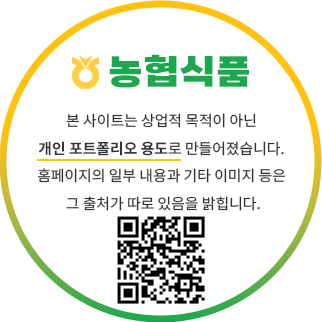 농협식품
본 사이트는 상업적 목적이 아닌
개인 포트폴리오 용도로 만들어졌습니다.
홈페이지의 일부 내용과 기타 이미지 등은
그 출처가 따로 있음을 밝힙니다.